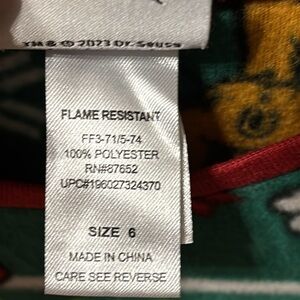 TM & © 2023 Dr. Seuss
FLAME RESISTANT
FF3-71/5-74
100% POLYESTER
RN#87652
UPC#196027324370
SIZE 6
MADE IN CHINA
CARE SEE REVERSE